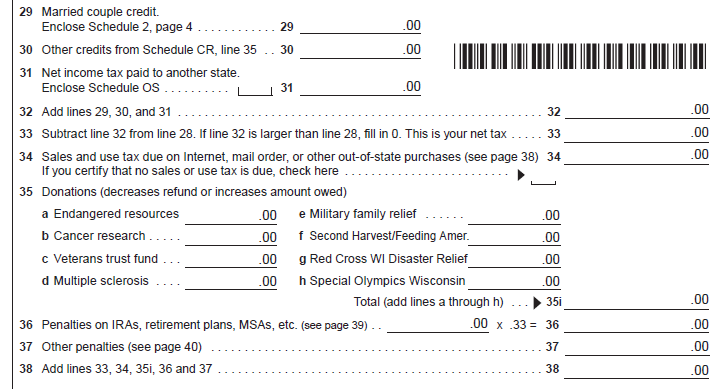 29 Married couple credit.
Enclose Schedule 2, page 4 . . . . . . . . . . . . 29 .00
30 Other credits from Schedule CR, line 35 . . 30 .00
31 Net income tax paid to another state.
Enclose Schedule OS . . . . . . . . . . 31 .00
32 Add lines 29, 30, and 31 . . . . . . . . . . . . . . . . . . . . . . . . . . . . . . 32 .00
33 Subtract line 32 from line 28. If line 32 is larger than line 28, fill in 0. This is your net tax . . . . . 33 .00
34 Sales and use tax due on Internet, mail order, or other out-of-state purchases (see page 38) 34 .00
If you certify that no sales or use tax is due, check here . . . . . . . . . . . . . . . . . . . . . . . . .
35 Donations (decreases refund or increases amount owed)
a Endangered resources .00 e Military family relief . . . . . . .00
b Cancer research . . . . . .00 f Second Harvest/Feeding Amer. .00
c Veterans trust fund . . . .00 g Red Cross WI Disaster Relief .00
d Multiple sclerosis . . . . .00 h Special Olympics Wisconsin .00
Total (add lines a through h) . . . 35i .00
36 Penalties on IRAs, retirement plans, MSAs, etc. (see page 39) . . .00 x .33 = 36 .00
37 Other penalties (see page 40) . . . . . . . . . . . . . . . . . . . . . . . . . . . . . . 37 .00
38 Add lines 33, 34, 35i, 36 and 37 . . . . . . . . . . . . . . . . . . . . . . . . . . . . . . 38 .00